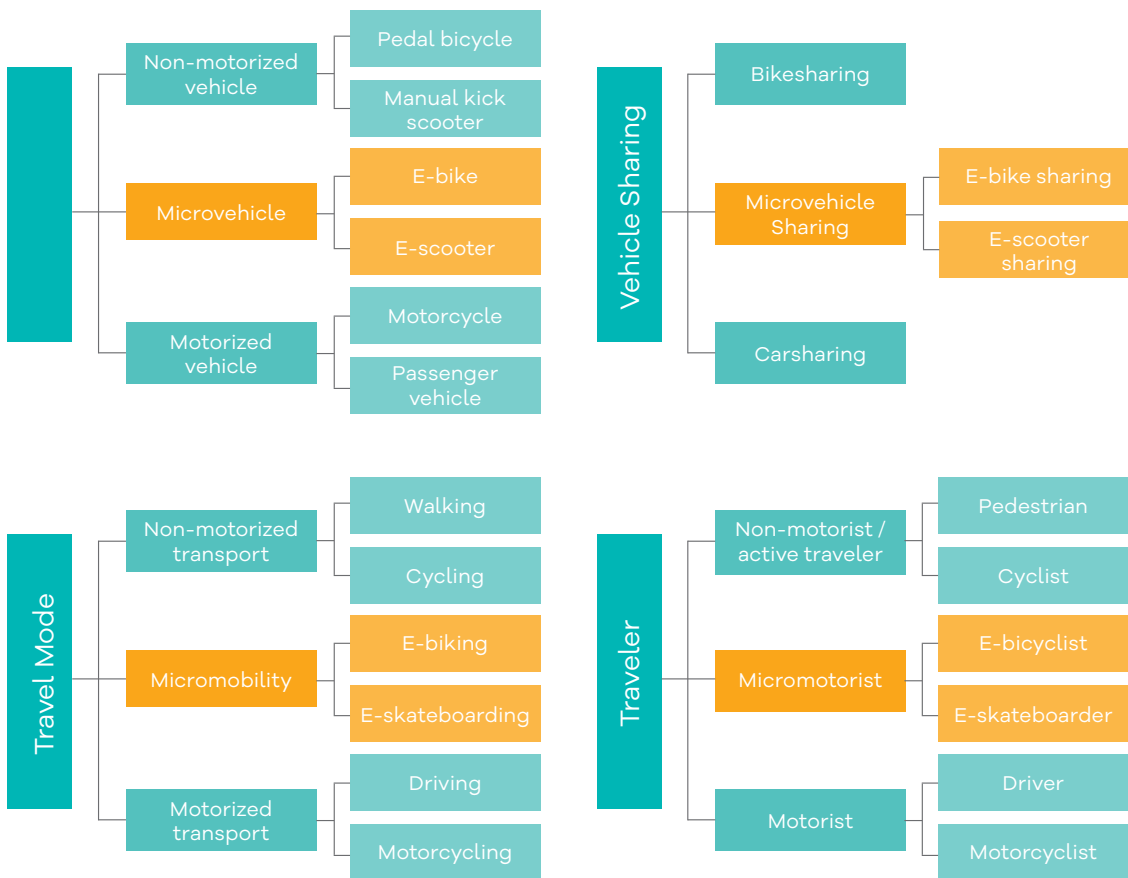 Non-motorized
vehicle
Pedal bicycle
Manual kick
scooter
Microvehicle
E-bike
E-scooter
Motorized
vehicle
Motorcycle
Passenger
vehicle
Vehicle Sharing
Bikesharing
Microvehicle
Sharing
E-bike sharing
E-scooter
sharing
Carsharing
Travel Mode
Non-motorized
transport
Walking
Cycling
Micromobility
E-biking
E-skateboarding
Motorized
transport
Driving
Motorcycling
Traveler
Non-motorist /
active traveler
Pedestrian
Cyclist
Micromotorist
E-bicyclist
E-skateboarder
Motorist
Driver
Motorcyclist